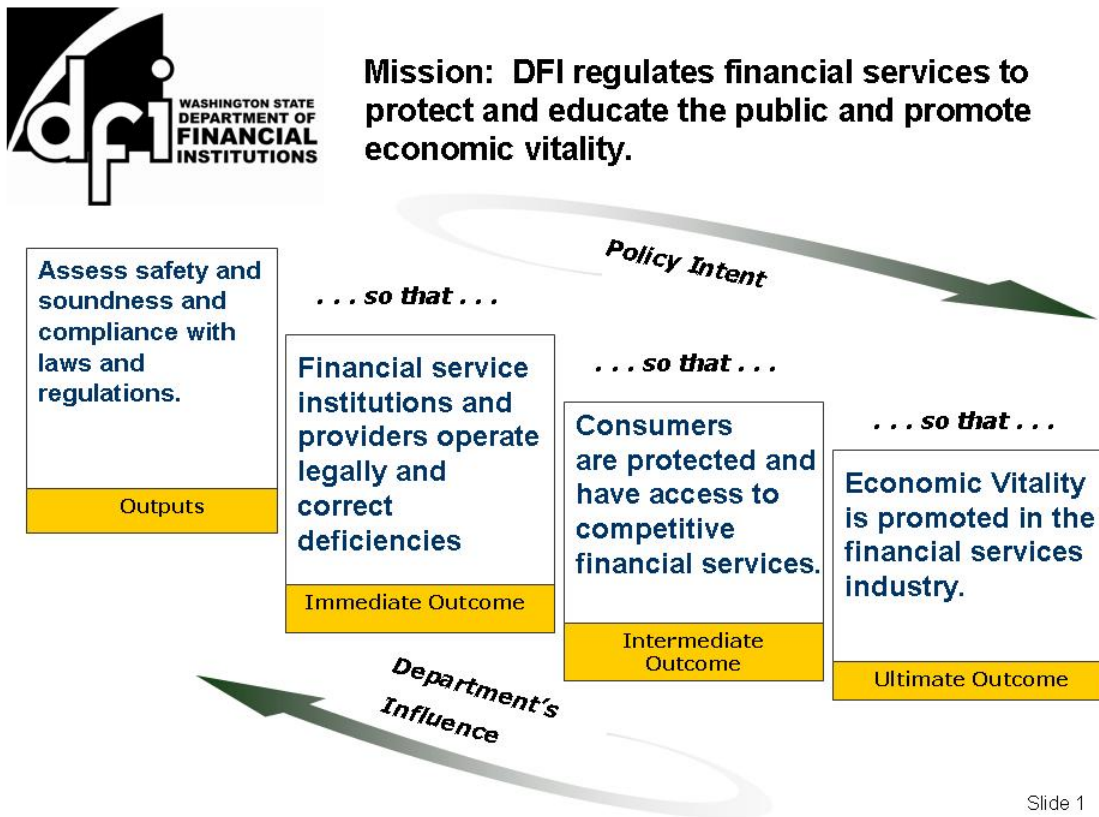 dfi
WASHINGTON STATE
DEPARTMENT OF
FINANCIAL
INSTITUTIONS
Mission: DFI regulates financial services to
protect and educate the public and promote
economic vitality.
Policy Intent
Assess safety and
soundness and
compliance with
laws and
regulations.
Outputs
. . . so that . . .
Financial service
institutions and
providers operate
legally and
correct
deficiencies
Immediate Outcome
. . . so that . . .
Consumers
are protected and
have access to
competitive
financial services.
Intermediate
Outcome
. . . so that . . .
Economic Vitality
is promoted in the
financial services
industry.
Ultimate Outcome
Department's
Influence
Slide 1